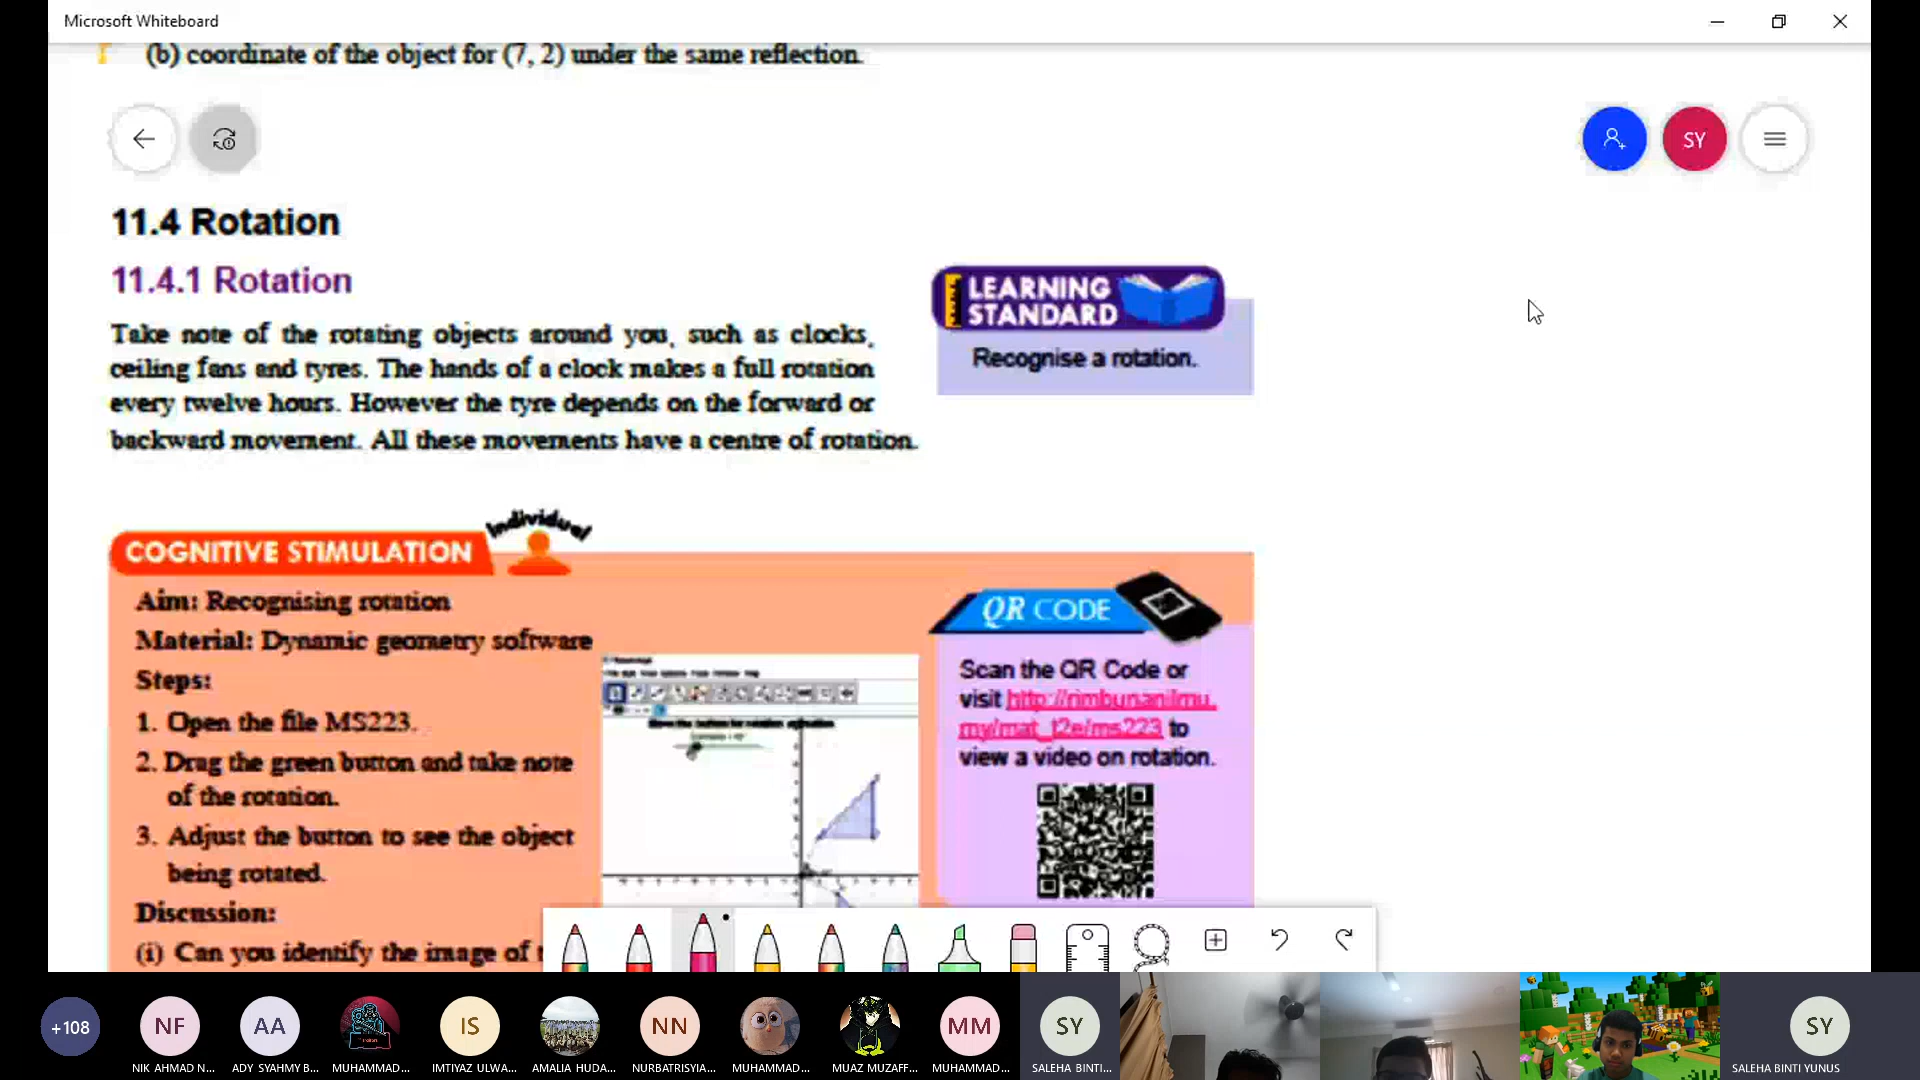 Microsoft Whiteboard
(b) coordinate of the object for (7, 2) under the same reflection.
SY
11.4 Rotation
11.4.1 Rotation
Take note of the rotating objects around you, such as clocks,
ceiling fans and tyres. The hands of a clock makes a full rotation
every twelve hours. However the tyre depends on the forward or
backward movement. All these movements have a centre of rotation.
LEARNING
STANDARD
Recognise a rotation.
Individual
COGNITIVE STIMULATION
Aim: Recognising rotation
Material: Dynamic geometry software
Steps:
1. Open the file MS223.
2. Drag the green button and take note
of the rotation.
3. Adjust the button to see the object
being rotated.
Discussion:
(i) Can you identify the image of t
QR CODE
Scan the QR Code or
visit http://rimbunanilmu.
my/mat_t2e/ms223 to
view a video on rotation.
+108
NF
AA
IS
NN
MM
SY
SY
NIK AHMAD N...
ADY SYAHMY B...
MUHAMMAD...
IMTIYAZ ULWA...
AMALIA HUDA...
NURBATRISYIA...
MUHAMMAD...
MUAZ MUZAFF...
MUHAMMAD...
SALEHA BINTI...
SALEHA BINTI YUNUS